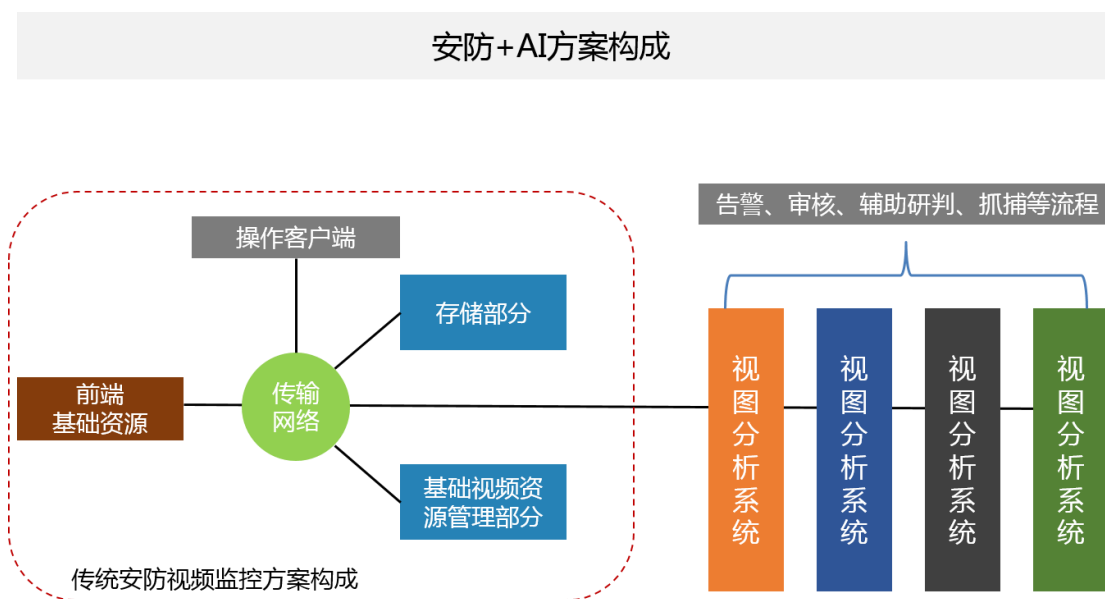 安防+AI方案构成
告警、审核、辅助研判、抓捕等流程
操作客户端
存储部分
前端
基础资源
传输
网络
基础视频资
源管理部分
传统安防视频监控方案构成
视图分析系统
视图分析系统
视图分析系统
视图分析系统